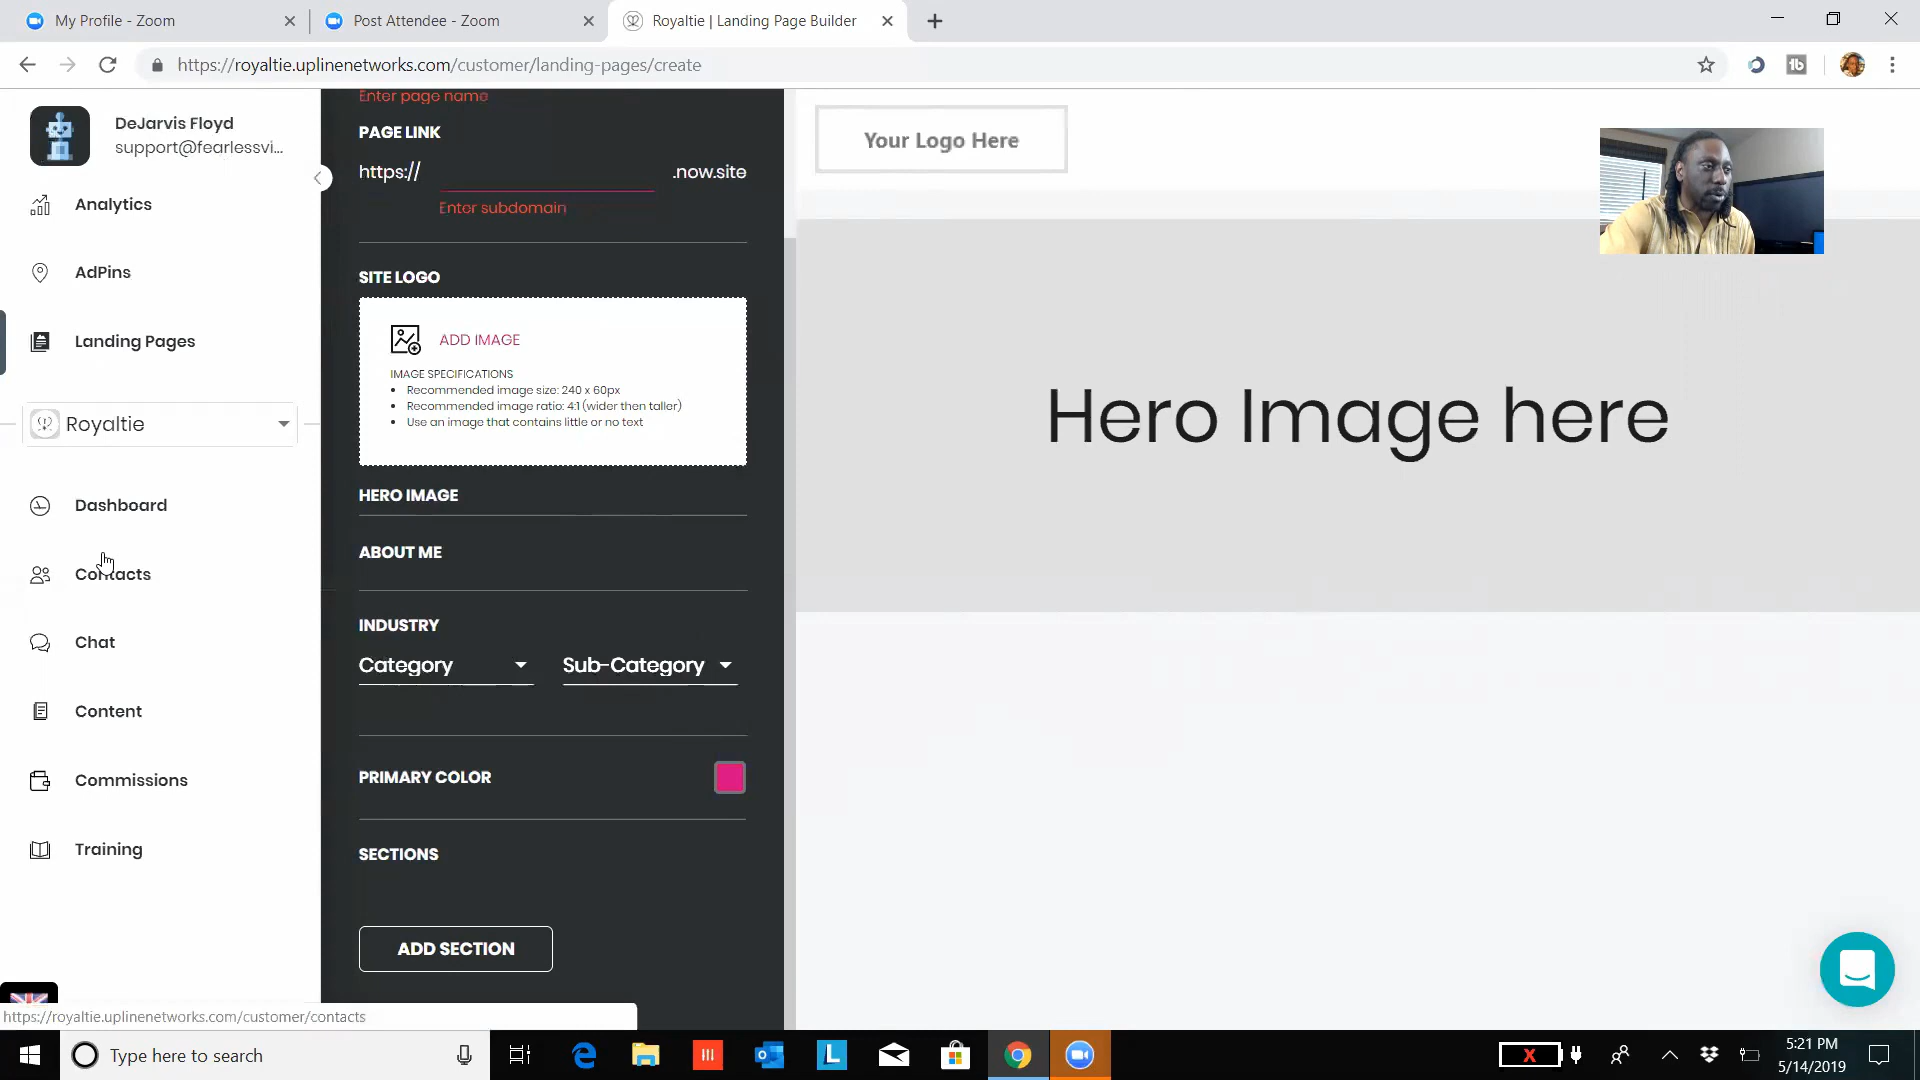 My Profile - Zoom
Post Attendee - Zoom
Royaltie | Landing Page Builder
https://royaltie.uplinenetworks.com/customer/landing-pages/create
DeJarvis Floyd
support@fearlessvi...
Analytics
AdPins
Landing Pages
Royaltie
Dashboard
Contacts
Chat
Content
Commissions
Training
https://royaltie.uplinenetworks.com/customer/contacts
Enter page name
PAGE LINK
https://
.now.site
Enter subdomain
SITE LOGO
ADD IMAGE
IMAGE SPECIFICATIONS
Recommended image size: 240 x 60px
Recommended image ratio: 4:1 (wider then taller)
Use an image that contains little or no text
HERO IMAGE
ABOUT ME
INDUSTRY
Category
Sub-Category
PRIMARY COLOR
SECTIONS
ADD SECTION
Your Logo Here
Hero Image here
Type here to search
5:21 PM
5/14/2019